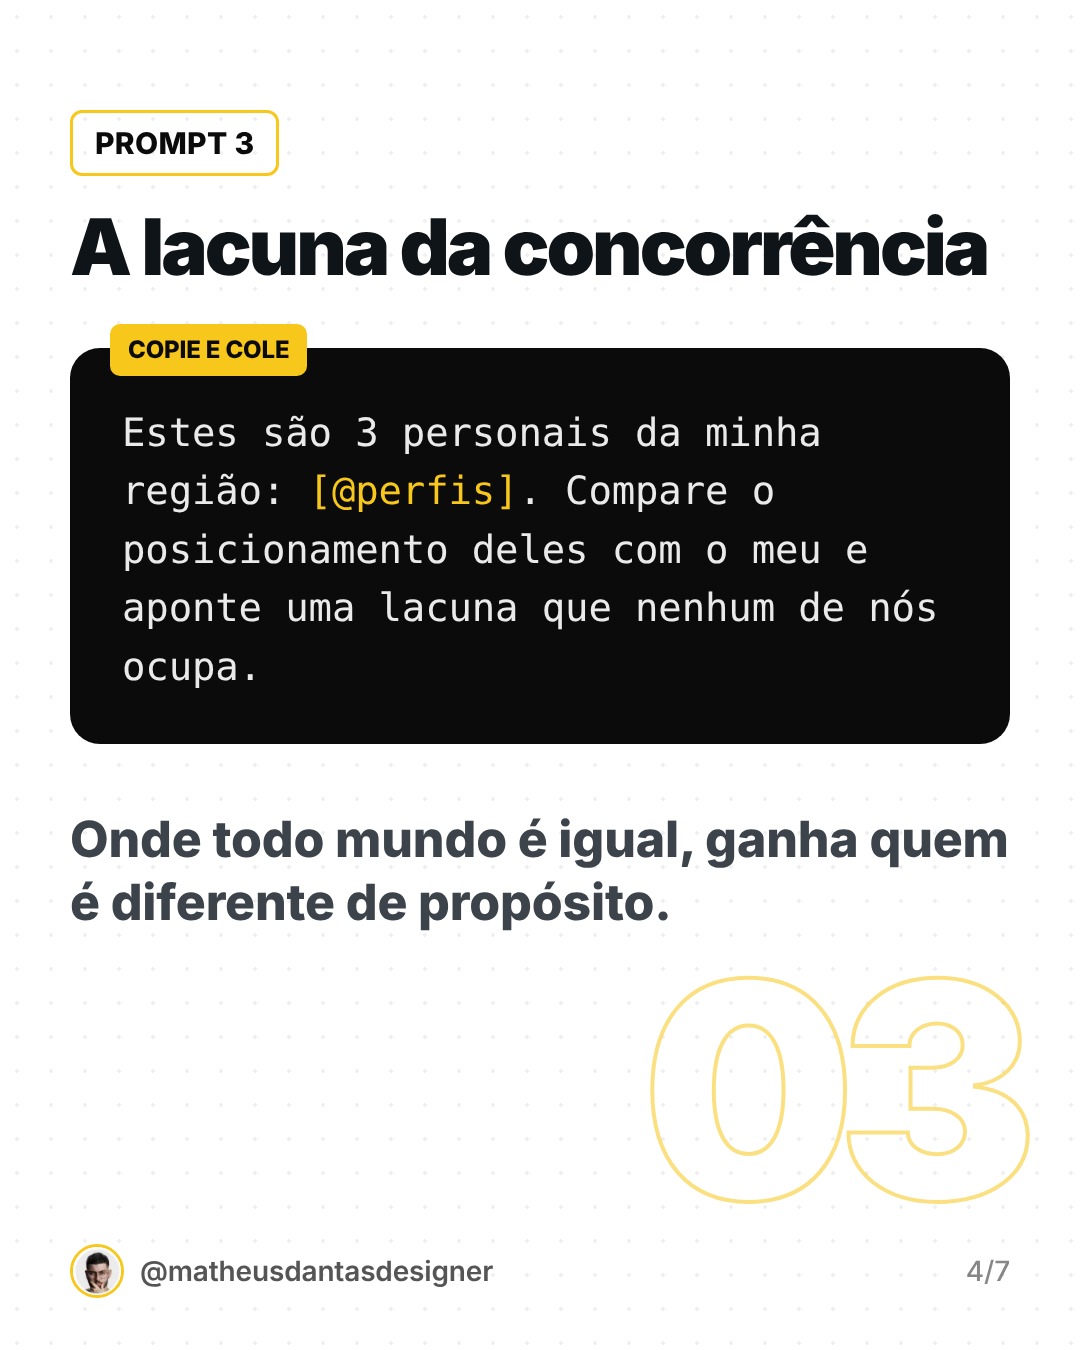 PROMPT 3
A lacuna da concorrência
COPIE E COLE
Estes são 3 personais da minha
região: [@perfis]. Compare o
posicionamento deles com o meu e
aponte uma lacuna que nenhum de nós
ocupa.
Onde todo mundo é igual, ganha quem
é diferente de propósito.
03
@matheusdantasdesigner
4/7